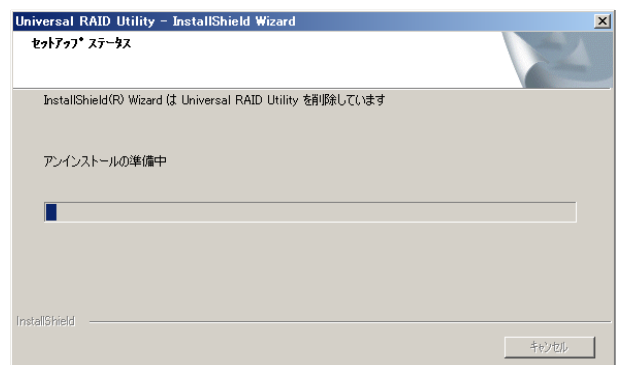 Universal RAID Utility - InstallShield Wizard
セットアップ ステータス
InstallShield(R) Wizard は Universal RAID Utility を削除しています
アンインストールの準備中
InstallShield
キャンセル